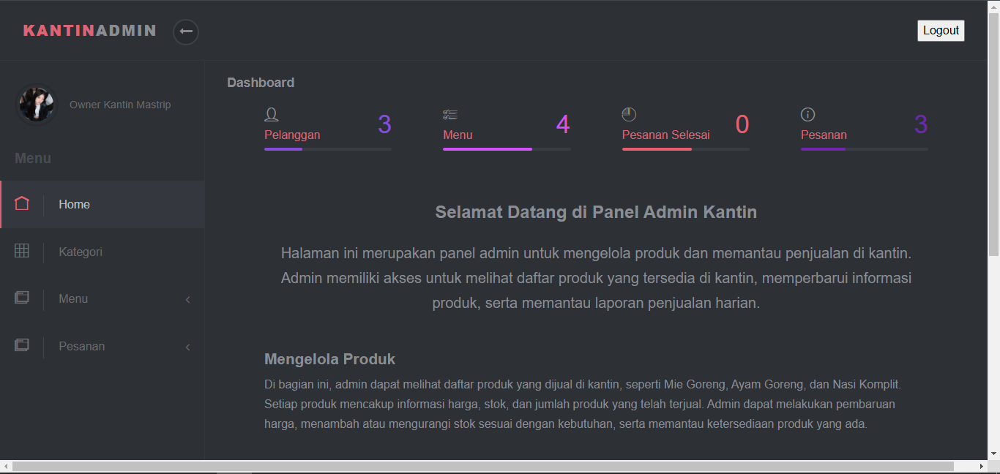 KANTINADMIN
Logout
Owner Kantin Mastrip
Menu
Home
Kategori
Menu
Pesanan
Dashboard
Pelanggan 3
Menu 4
Pesanan Selesai 0
Pesanan 3
Selamat Datang di Panel Admin Kantin
Halaman ini merupakan panel admin untuk mengelola produk dan memantau penjualan di kantin.
Admin memiliki akses untuk melihat daftar produk yang tersedia di kantin, memperbarui informasi
produk, serta memantau laporan penjualan harian.
Mengelola Produk
Di bagian ini, admin dapat melihat daftar produk yang dijual di kantin, seperti Mie Goreng, Ayam Goreng, dan Nasi Komplit.
Setiap produk mencakup informasi harga, stok, dan jumlah produk yang telah terjual. Admin dapat melakukan pembaruan
harga, menambah atau mengurangi stok sesuai dengan kebutuhan, serta memantau ketersediaan produk yang ada.